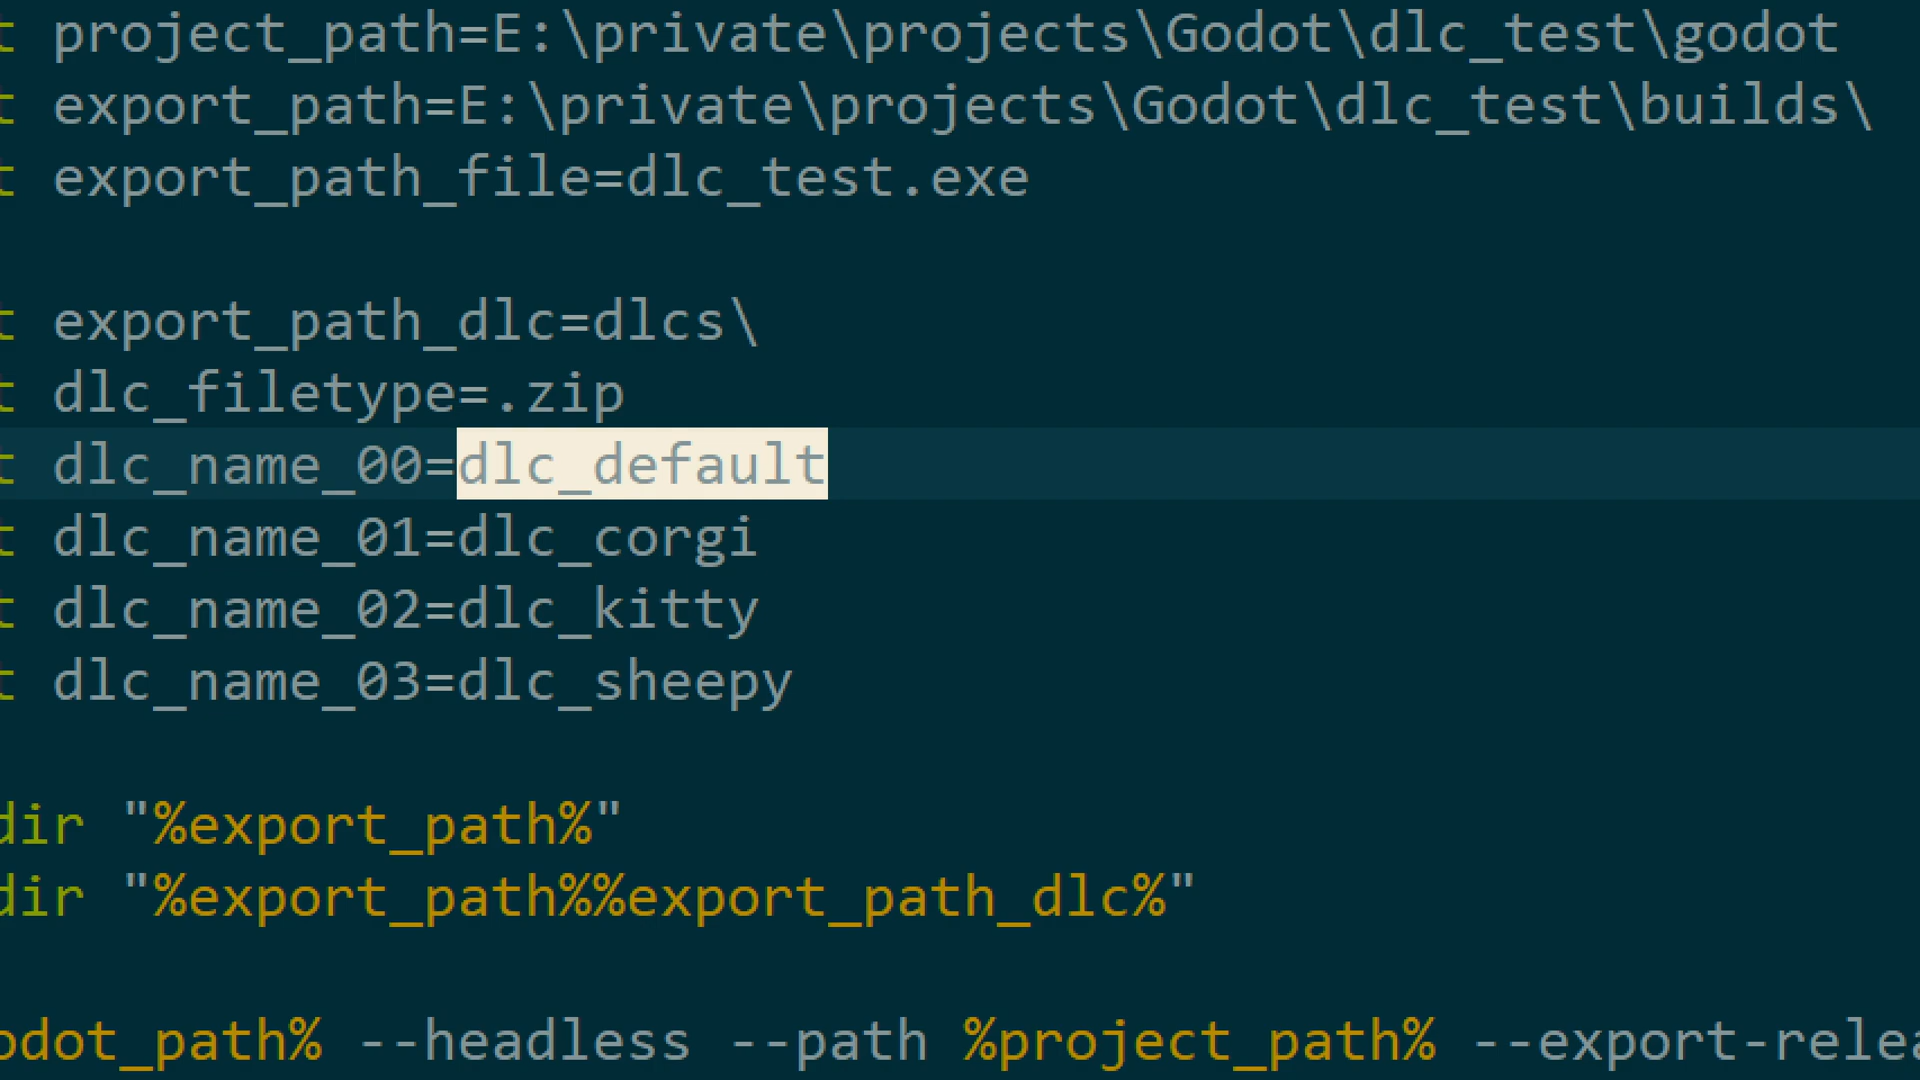 t project_path=E:\private\projects\Godot\dlc_test\godot
t export_path=E:\private\projects\Godot\dlc_test\builds\
t export_path_file=dlc_test.exe
t export_path_dlc=dlcs\
t dlc_filetype=.zip
t dlc_name_00=dlc_default
t dlc_name_01=dlc_corgi
t dlc_name_02=dlc_kitty
t dlc_name_03=dlc_sheepy
dir "%export_path%"
dir "%export_path%%export_path_dlc%"
odot_path% --headless --path %project_path% --export-relea